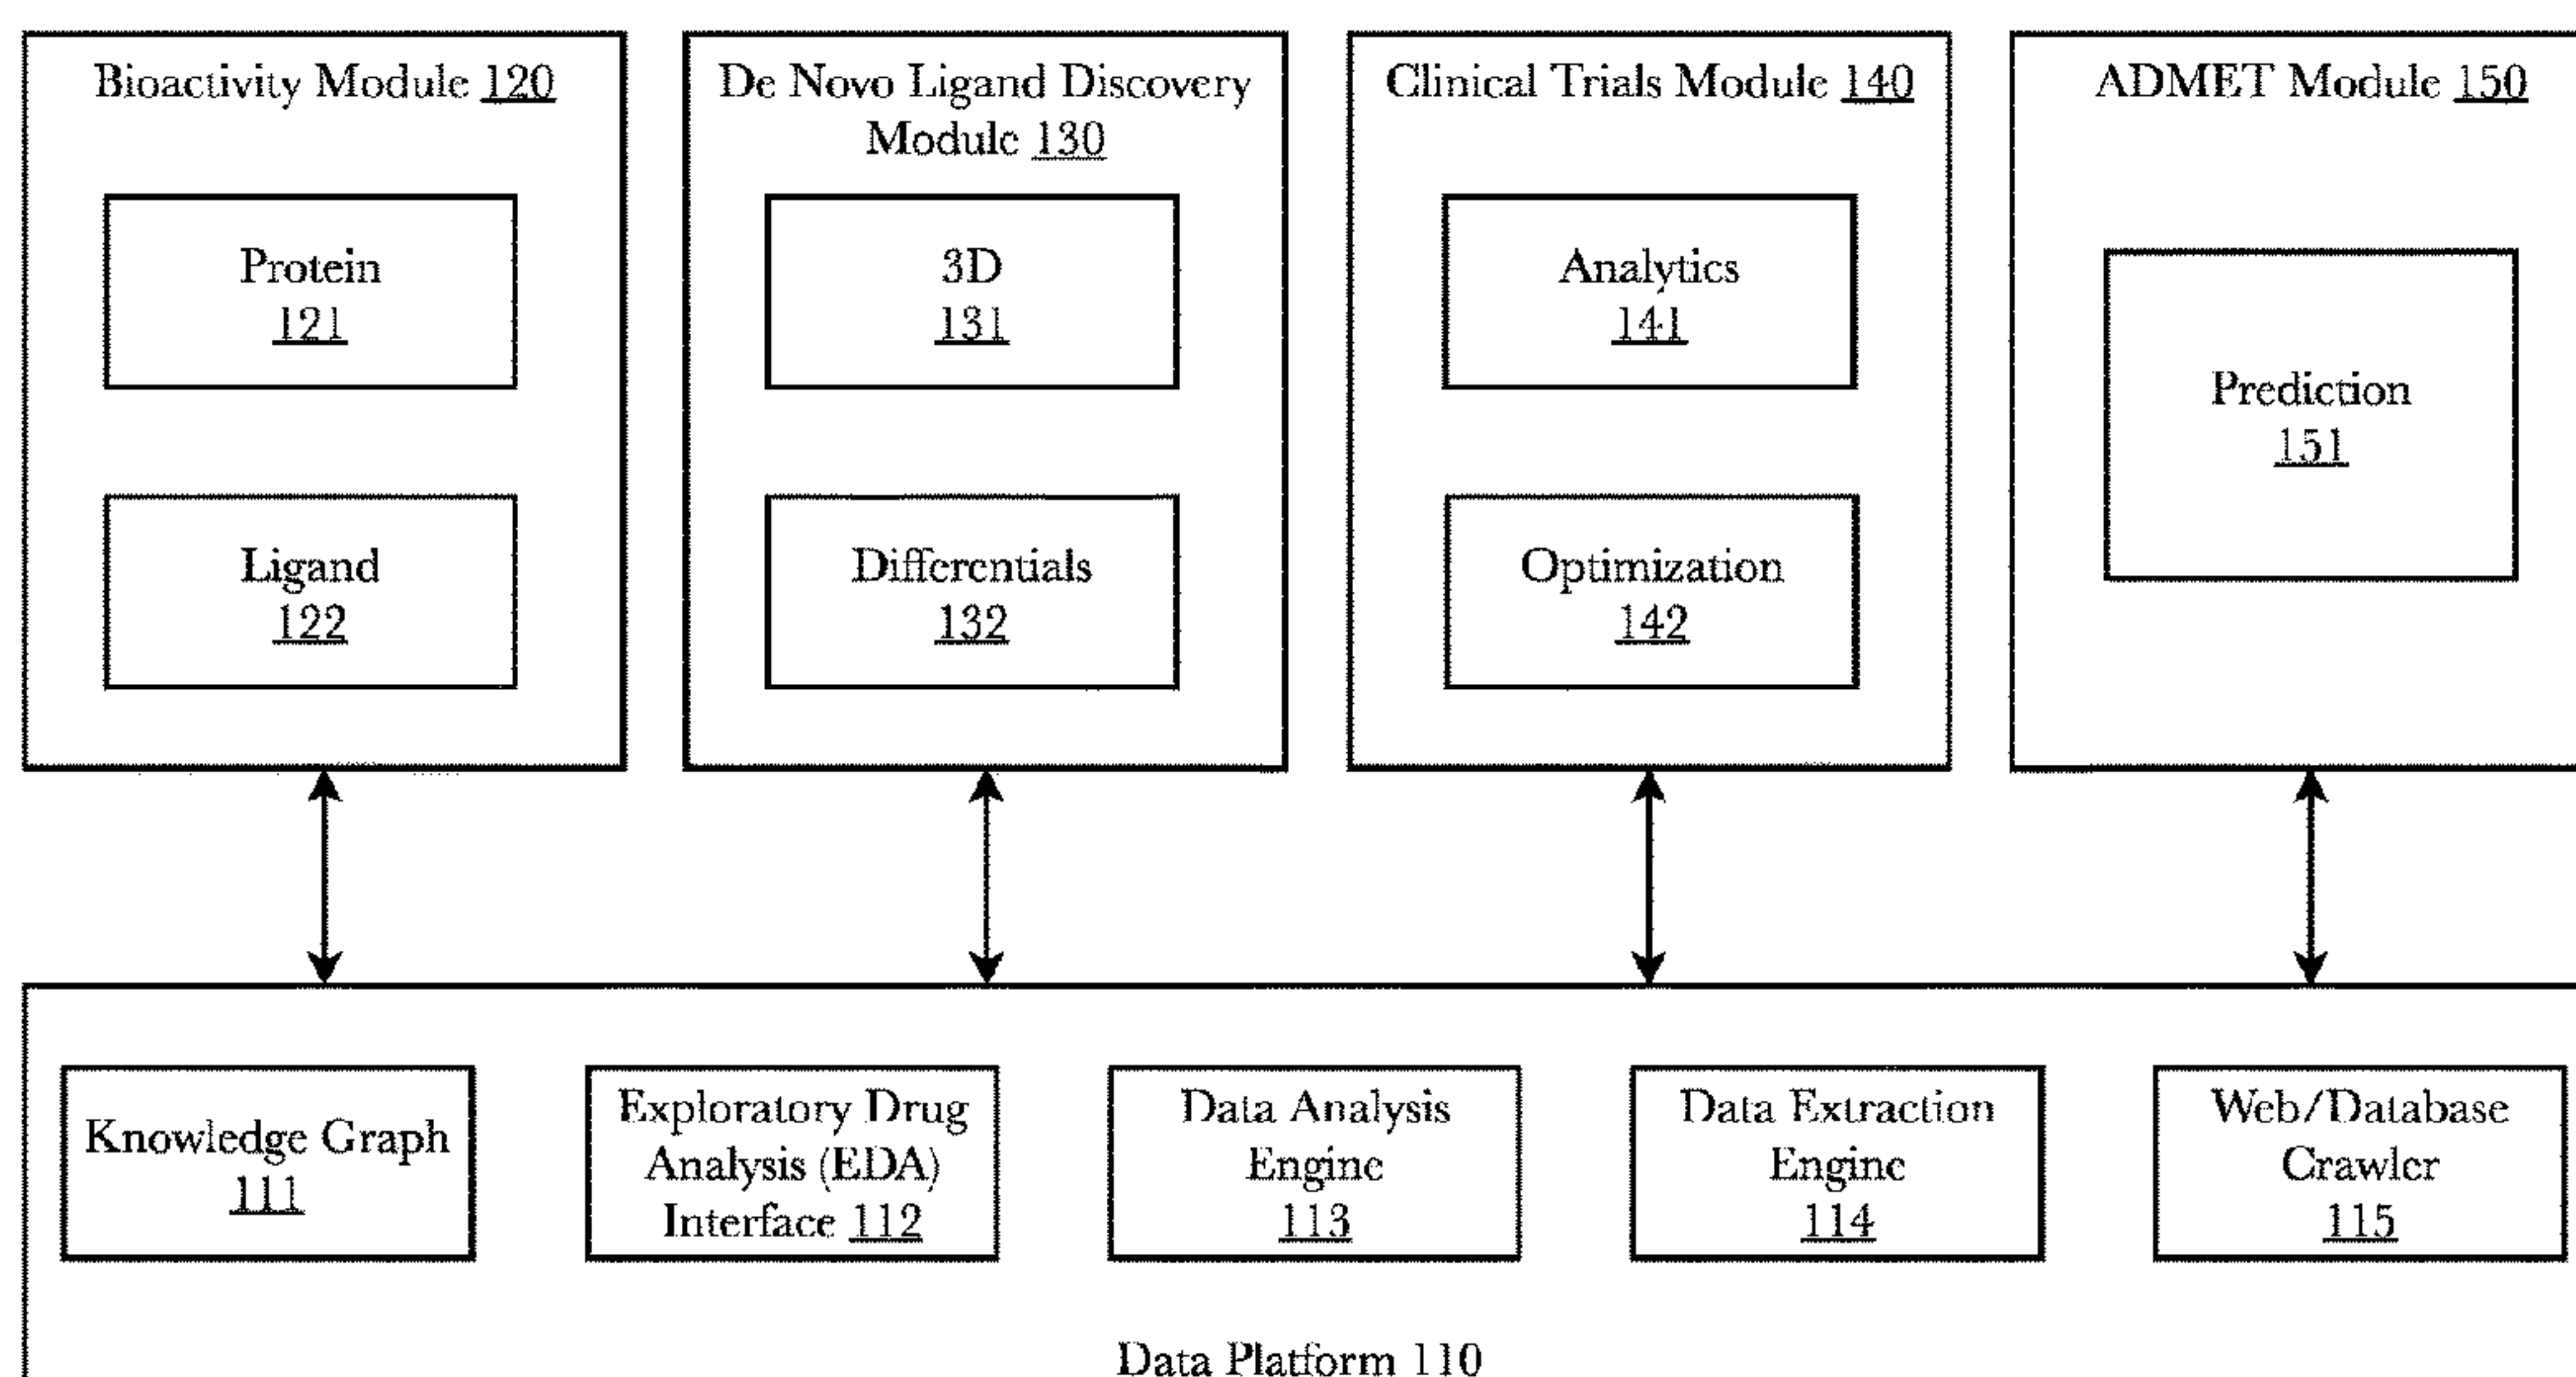 Bioactivity Module 120
Protein
121
Ligand
122
De Novo Ligand Discovery
Module 130
3D
131
Differentials
132
Clinical Trials Module 140
Analytics
141
Optimization
142
ADMET Module 150
Prediction
151
Knowledge Graph
111
Exploratory Drug
Analysis (EDA)
Interface 112
Data Analysis
Engine
113
Data Extraction
Engine
114
Web/Database
Crawler
115
Data Platform 110